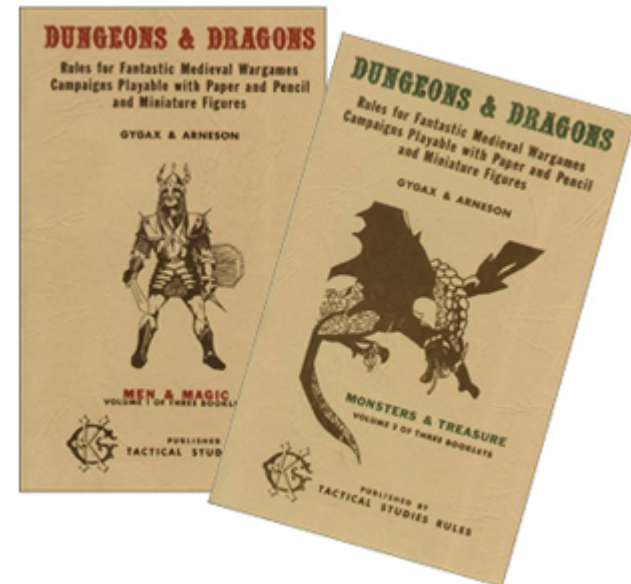 DUNGEONS & DRAGONS
Rules for Fantastic Medieval Wargames
Campaigns Playable with Paper and Pencil
and Miniature Figures
GYGAX & ARNESON
MEN & MAGIC
VOLUME 1 OF THREE BOOKL
PUBLISHED
TACTICAL STUD
DUNGEONS & DRAGONS
Rules for Fantastic Medieval Wargames
Campaigns Playable with Paper and Pencil
and Miniature Figures
GYGAX & ARNESON
MONSTERS & TREASURE
VOLUME 2 OF THREE BOOKLETS
PUBLISHED BY
TACTICAL STUDIES RULES